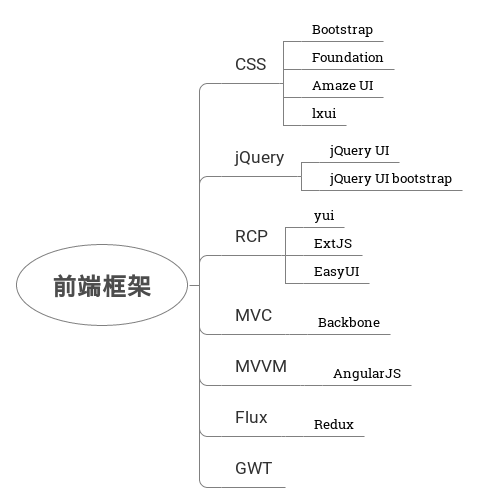 前端框架
CSS
Bootstrap
Foundation
Amaze UI
lxui
jQuery
jQuery UI
jQuery UI bootstrap
RCP
yui
ExtJS
EasyUI
MVC
Backbone
MVVM
AngularJS
Flux
Redux
GWT